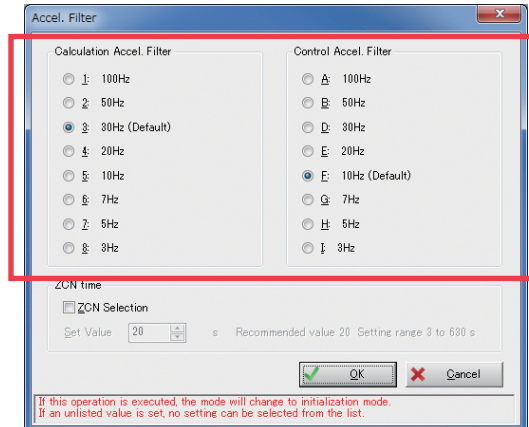 Accel. Filter
Calculation Accel. Filter
1: 100Hz
2: 50Hz
3: 30Hz (Default)
4: 20Hz
5: 10Hz
6: 7Hz
7: 5Hz
8: 3Hz
Control Accel. Filter
A: 100Hz
B: 50Hz
D: 30Hz
E: 20Hz
F: 10Hz (Default)
G: 7Hz
H: 5Hz
I: 3Hz
ZCN time
ZCN Selection
Set Value 20 s Recommended value 20 Setting range 3 to 630 s
OK Cancel
If this operation is executed, the mode will change to initialization mode.
If an unlisted value is set, no setting can be selected from the list.